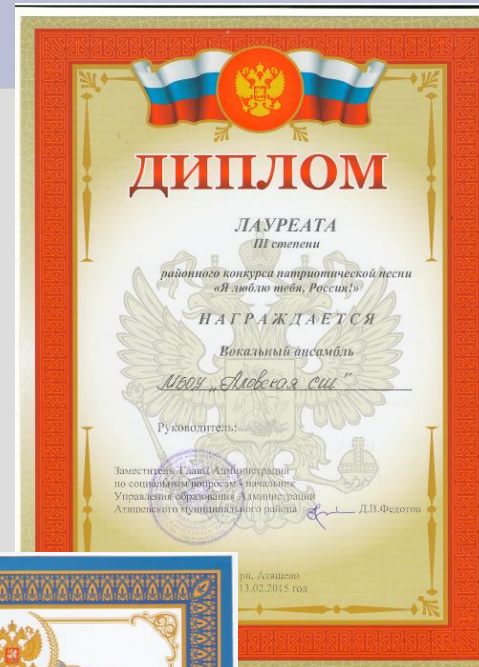 ДИПЛОМ
ЛАУРЕАТА
III степени
районного конкурса патриотической песни
«Я люблю тебя, Россия!»
НАГРАЖДАЕТСЯ
Вокальный ансамбль
МБОУ „Аловская СШ"
Руководитель:
Заместитель Главы Администрации
по социальным вопросам - начальник
Управления образования Администрации
Атяшевского муниципального района Д.В.Федотов
рп. Атяшево
13.02.2015 год